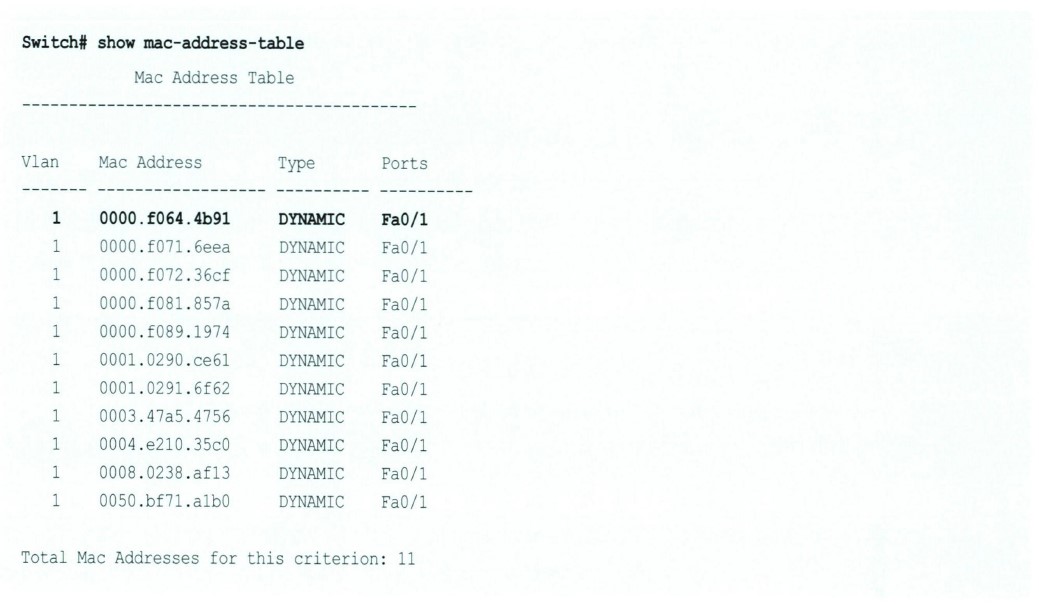 Switch# show mac-address-table
Mac Address Table
------------------------------------------
Vlan Mac Address Type Ports
------- ------------------ ---------- ----------
1 0000.f064.4b91 DYNAMIC Fa0/1
1 0000.f071.6eea DYNAMIC Fa0/1
1 0000.f072.36cf DYNAMIC Fa0/1
1 0000.f081.857a DYNAMIC Fa0/1
1 0000.f089.1974 DYNAMIC Fa0/1
1 0001.0290.ce61 DYNAMIC Fa0/1
1 0001.0291.6f62 DYNAMIC Fa0/1
1 0003.47a5.4756 DYNAMIC Fa0/1
1 0004.e210.35c0 DYNAMIC Fa0/1
1 0008.0238.af13 DYNAMIC Fa0/1
1 0050.bf71.a1b0 DYNAMIC Fa0/1
Total Mac Addresses for this criterion: 11